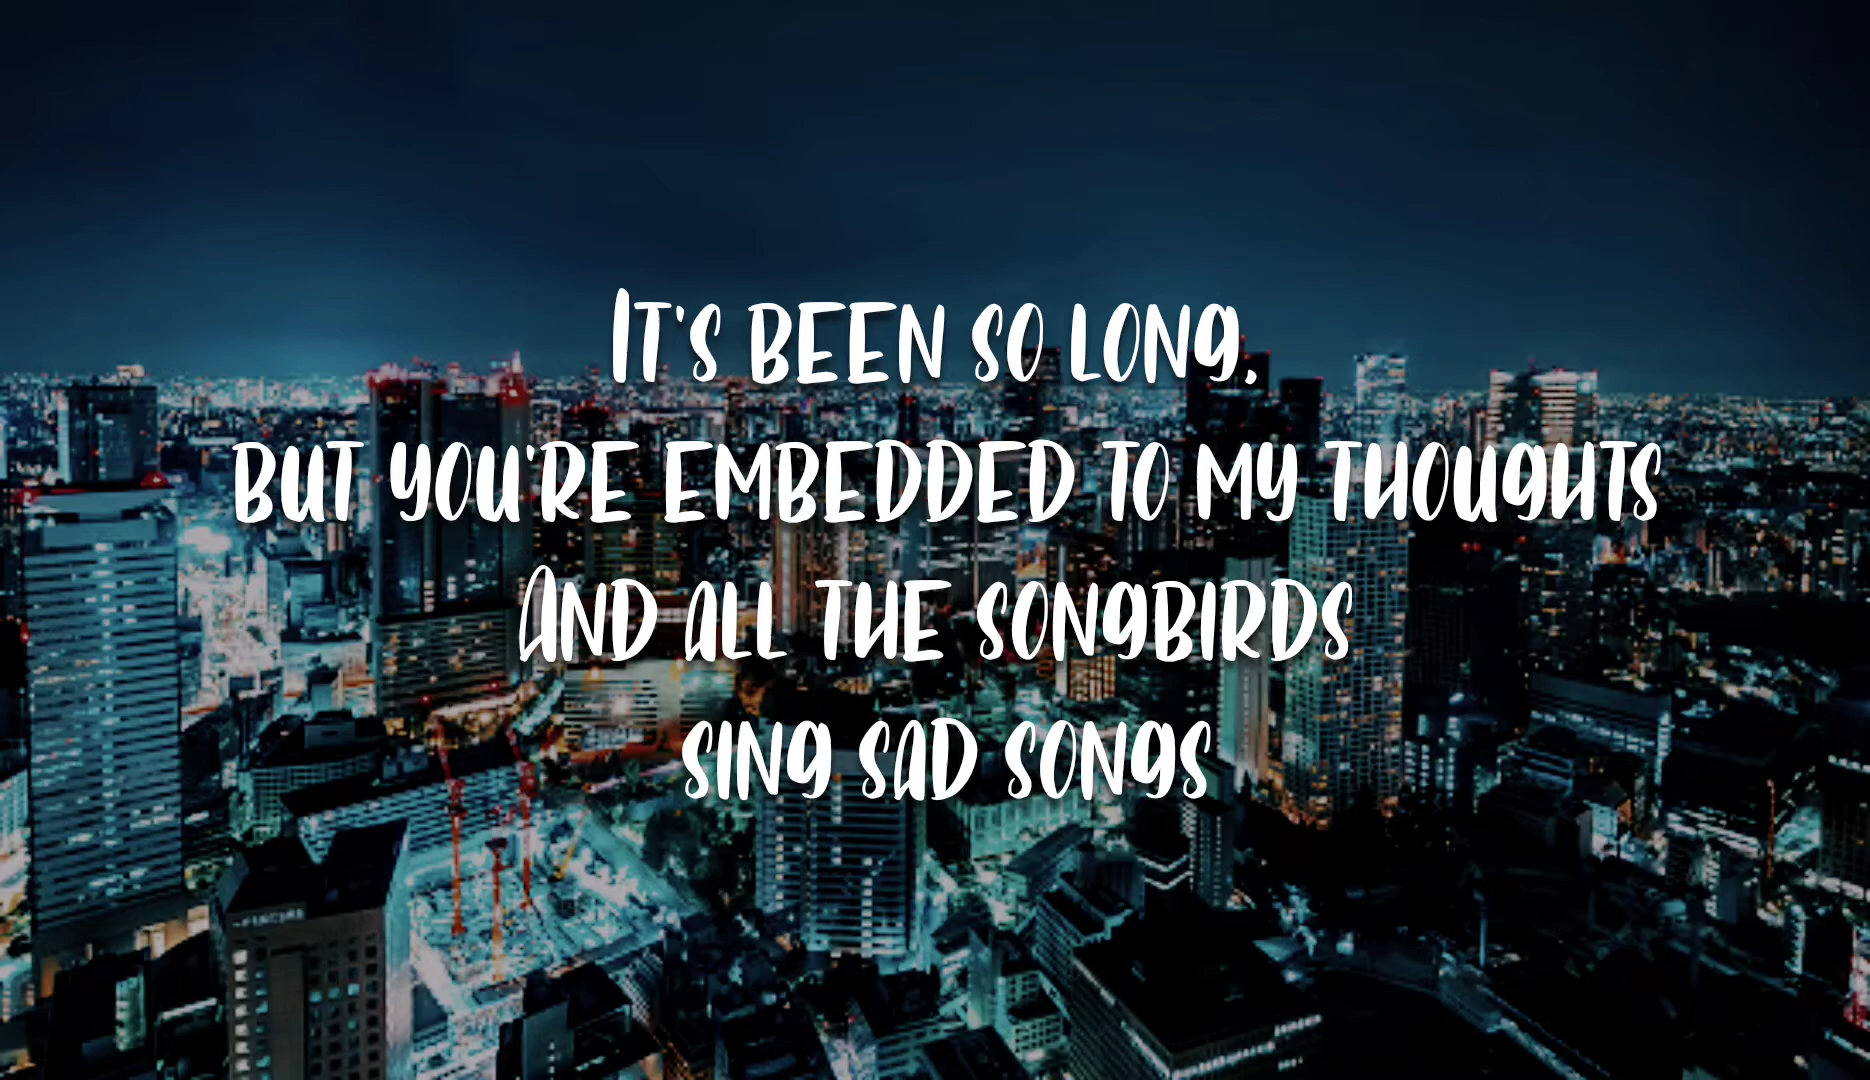 It's been so long,
but you're embedded to my thoughts
And all the songbirds
sing sad songs